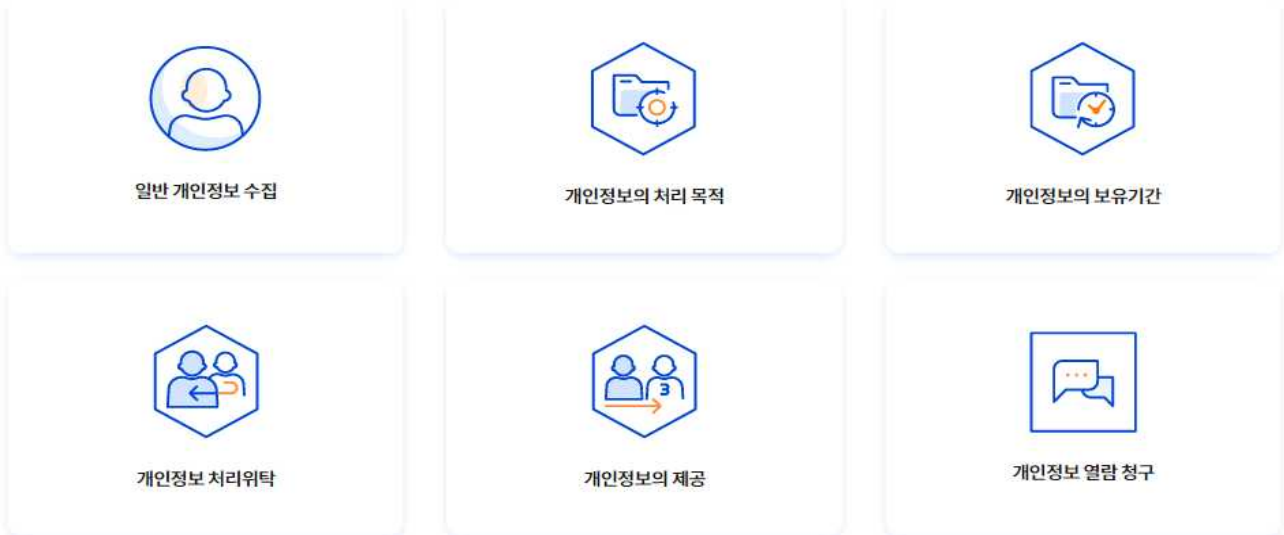 일반 개인정보 수집
개인정보의 처리 목적
개인정보의 보유기간
3
개인정보 처리위탁
개인정보의 제공
개인정보 열람 청구